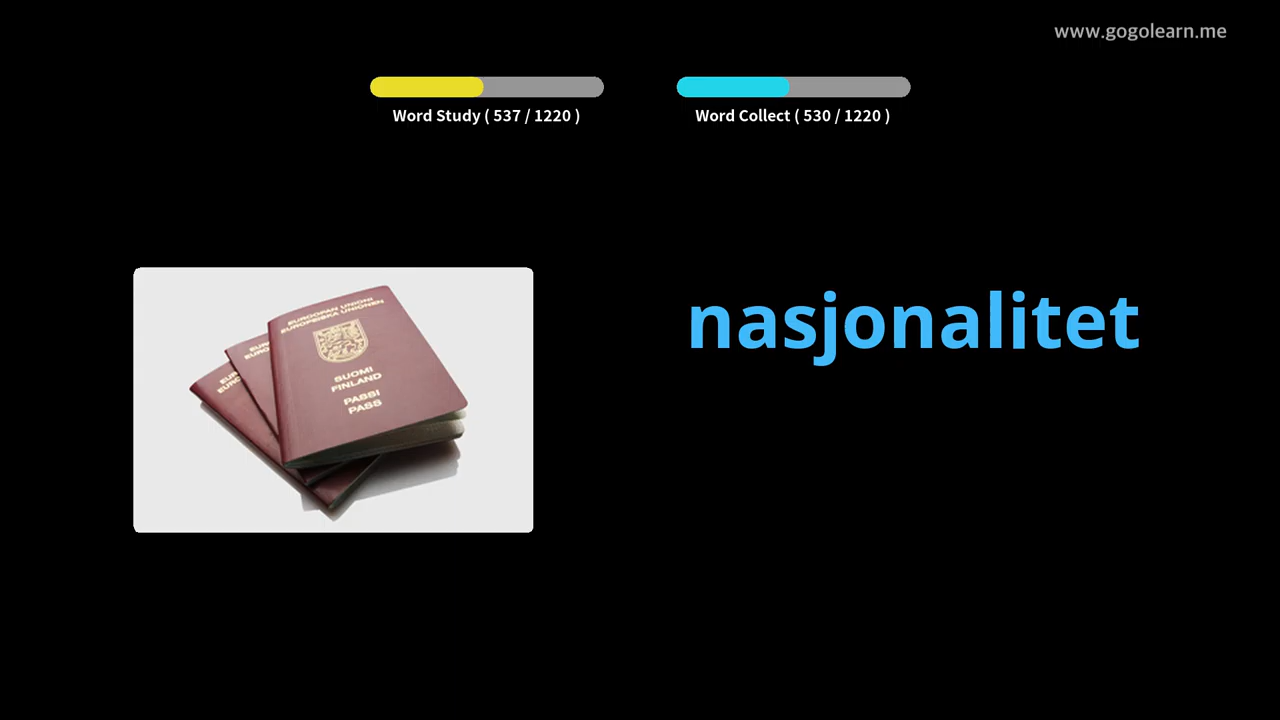 www.gogolearn.me
Word Study ( 537 / 1220 )
Word Collect ( 530 / 1220 )
nasjonalitet
EUROOPAN UNIONI
EUROPEISKA UNIONEN
SUOMI
FINLAND
PASSI
PASS